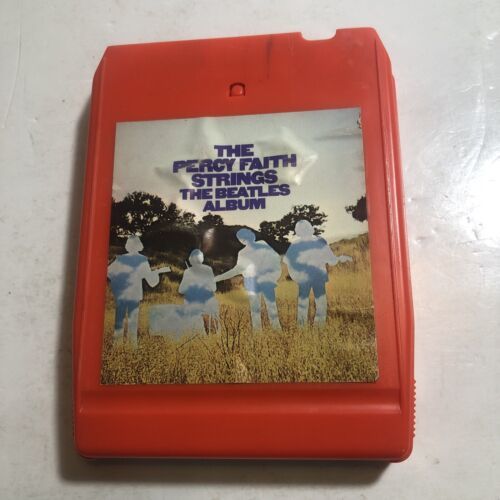 THE
PERCY FAITH
STRINGS
THE BEATLES
ALBUM